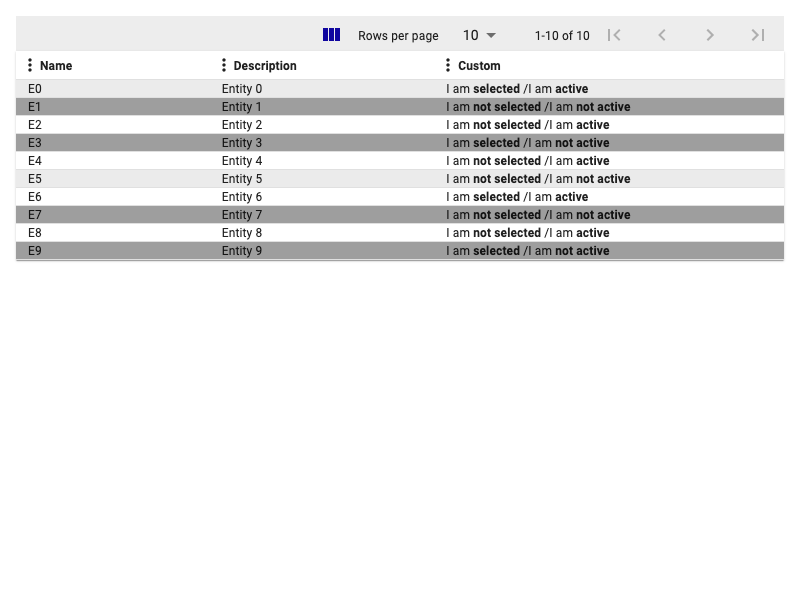 Rows per page 10 1-10 of 10
Name Description Custom
E0 Entity 0 I am selected /I am active
E1 Entity 1 I am not selected /I am not active
E2 Entity 2 I am not selected /I am active
E3 Entity 3 I am selected /I am not active
E4 Entity 4 I am not selected /I am active
E5 Entity 5 I am not selected /I am not active
E6 Entity 6 I am selected /I am active
E7 Entity 7 I am not selected /I am not active
E8 Entity 8 I am not selected /I am active
E9 Entity 9 I am selected /I am not active